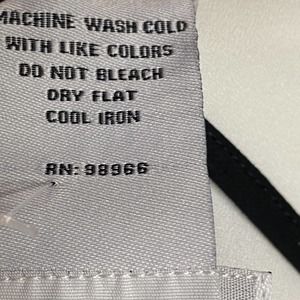 MACHINE WASH COLD
WITH LIKE COLORS
DO NOT BLEACH
DRY FLAT
COOL IRON
RN: 98966